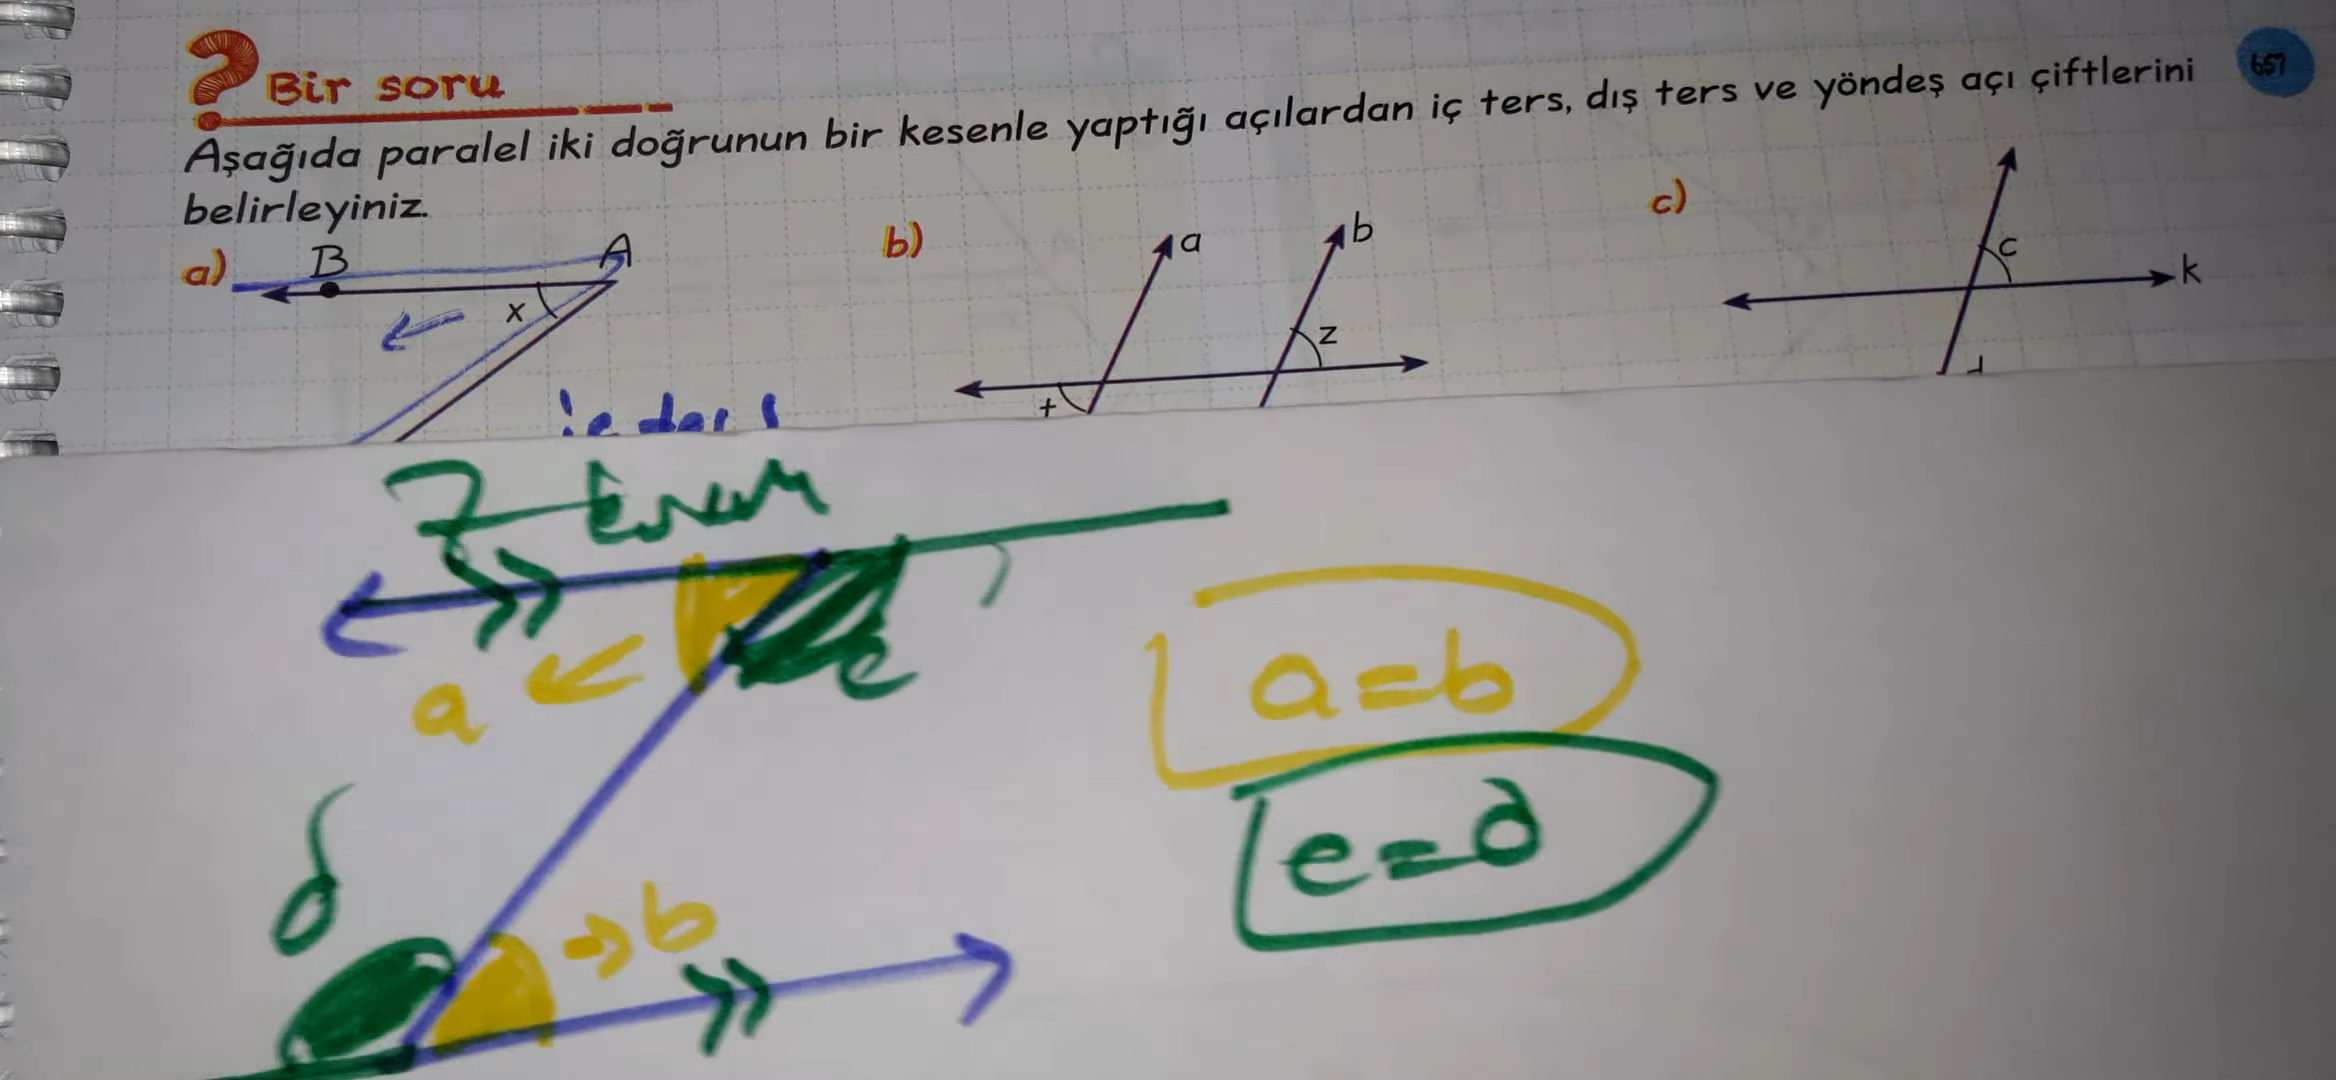 ? Bir soru
657
Aşağıda paralel iki doğrunun bir kesenle yaptığı açılardan iç ters, dış ters ve yöndeş açı çiftlerini
belirleyiniz.
a) B A x
b) a b z t
c) c k
a e
a=b
e=d
b